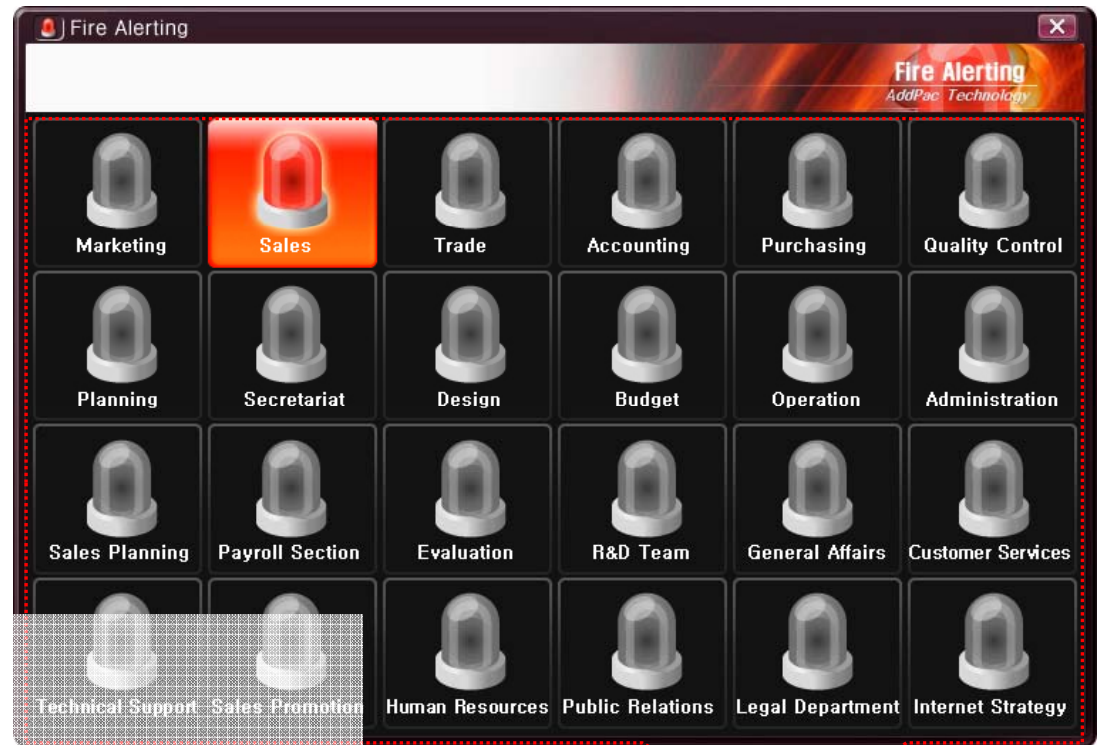 Fire Alerting
Fire Alerting
AddPac Technology
Marketing Sales Trade Accounting Purchasing Quality Control
Planning Secretariat Design Budget Operation Administration
Sales Planning Payroll Section Evaluation R&D Team General Affairs Customer Services
Technical Support Sales Promotion Human Resources Public Relations Legal Department Internet Strategy